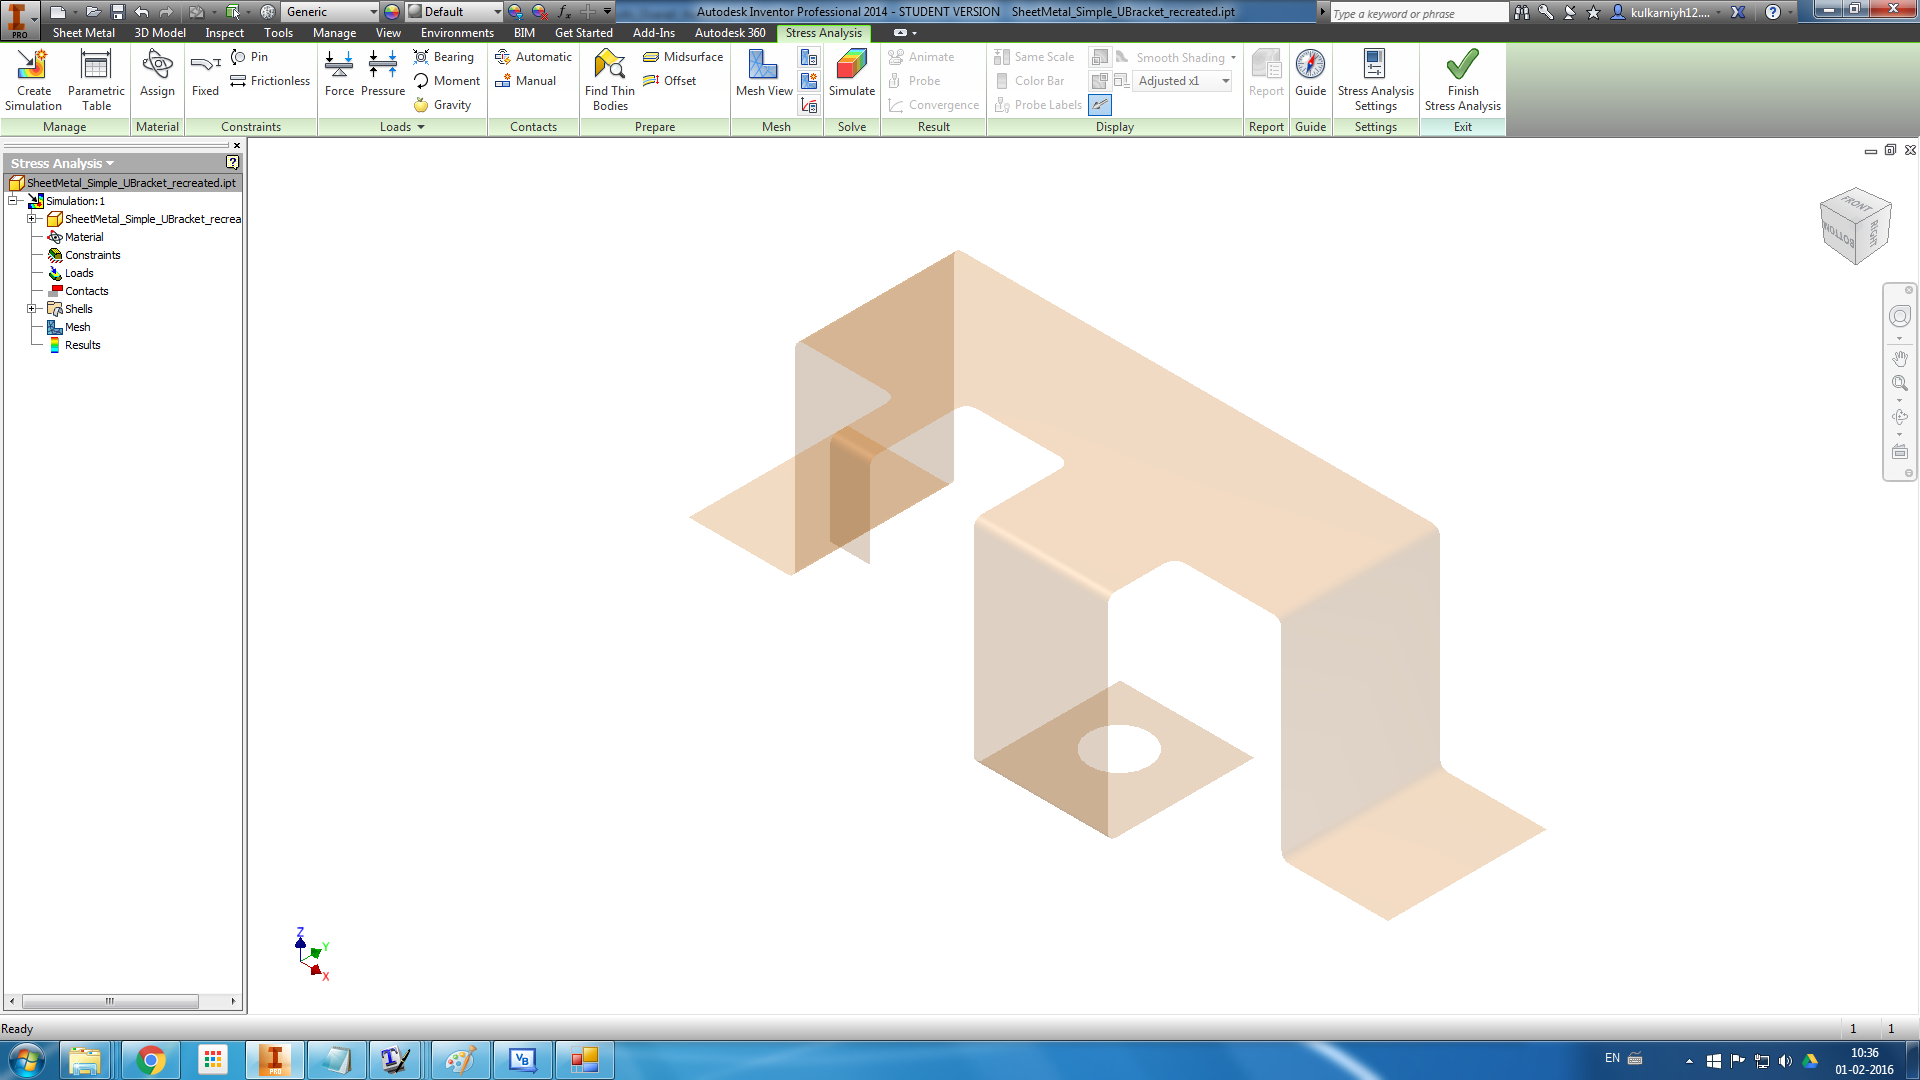 Generic
Default
Autodesk Inventor Professional 2014 - STUDENT VERSION SheetMetal_Simple_UBracket_recreated.ipt
Type a keyword or phrase
kulkarniyh12....
PRO
Sheet Metal 3D Model Inspect Tools Manage View Environments BIM Get Started Add-Ins Autodesk 360 Stress Analysis
Create Simulation
Parametric Table
Manage
Assign
Material
Fixed
Pin
Frictionless
Constraints
Force
Pressure
Bearing
Moment
Gravity
Loads
Automatic
Manual
Contacts
Find Thin Bodies
Midsurface
Offset
Prepare
Mesh View
Mesh
Simulate
Solve
Animate
Probe
Convergence
Result
Same Scale
Color Bar
Probe Labels
Smooth Shading
Adjusted x1
Display
Report
Report
Guide
Guide
Stress Analysis Settings
Settings
Finish Stress Analysis
Exit
Stress Analysis
SheetMetal_Simple_UBracket_recreated.ipt
Simulation:1
SheetMetal_Simple_UBracket_recrea
Material
Constraints
Loads
Contacts
Shells
Mesh
Results
FRONT
BOTTOM
RIGHT
Z
Y
X
Ready
1 1
PRO
VB
EN
10:36
01-02-2016